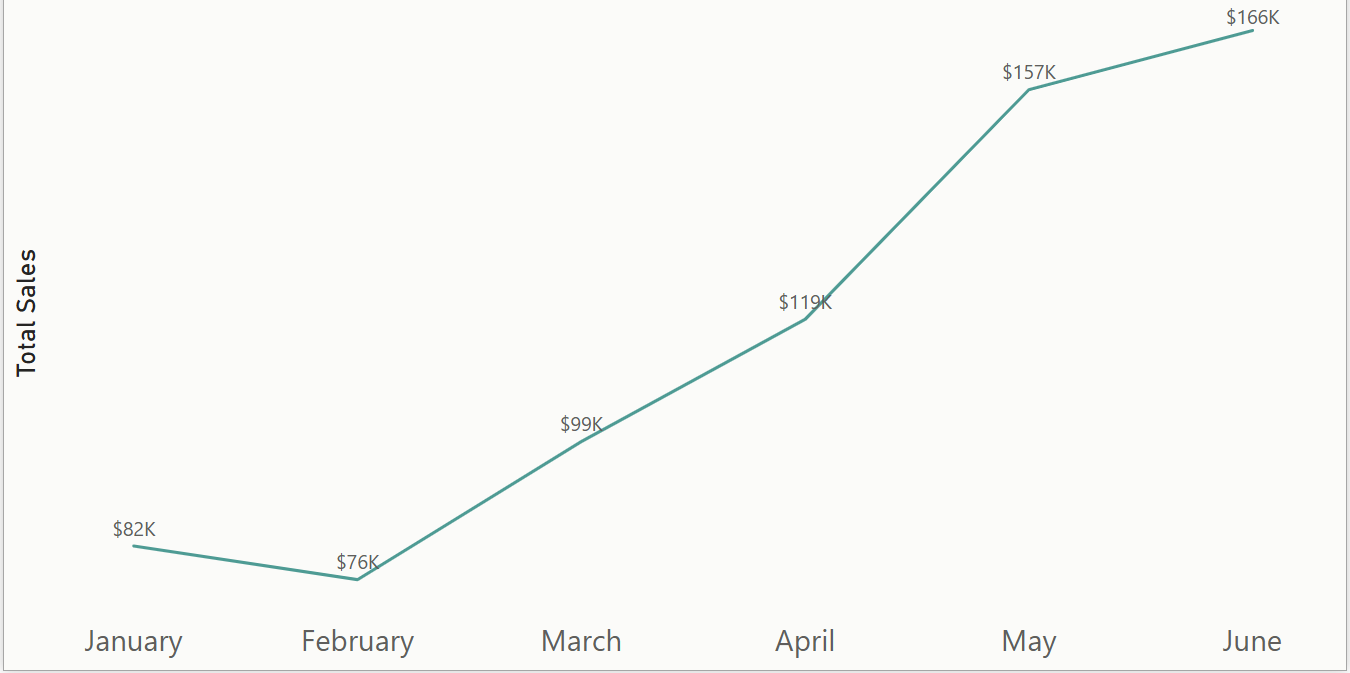 $166K
$157K
$119K
$99K
$82K
$76K
Total Sales
January February March April May June